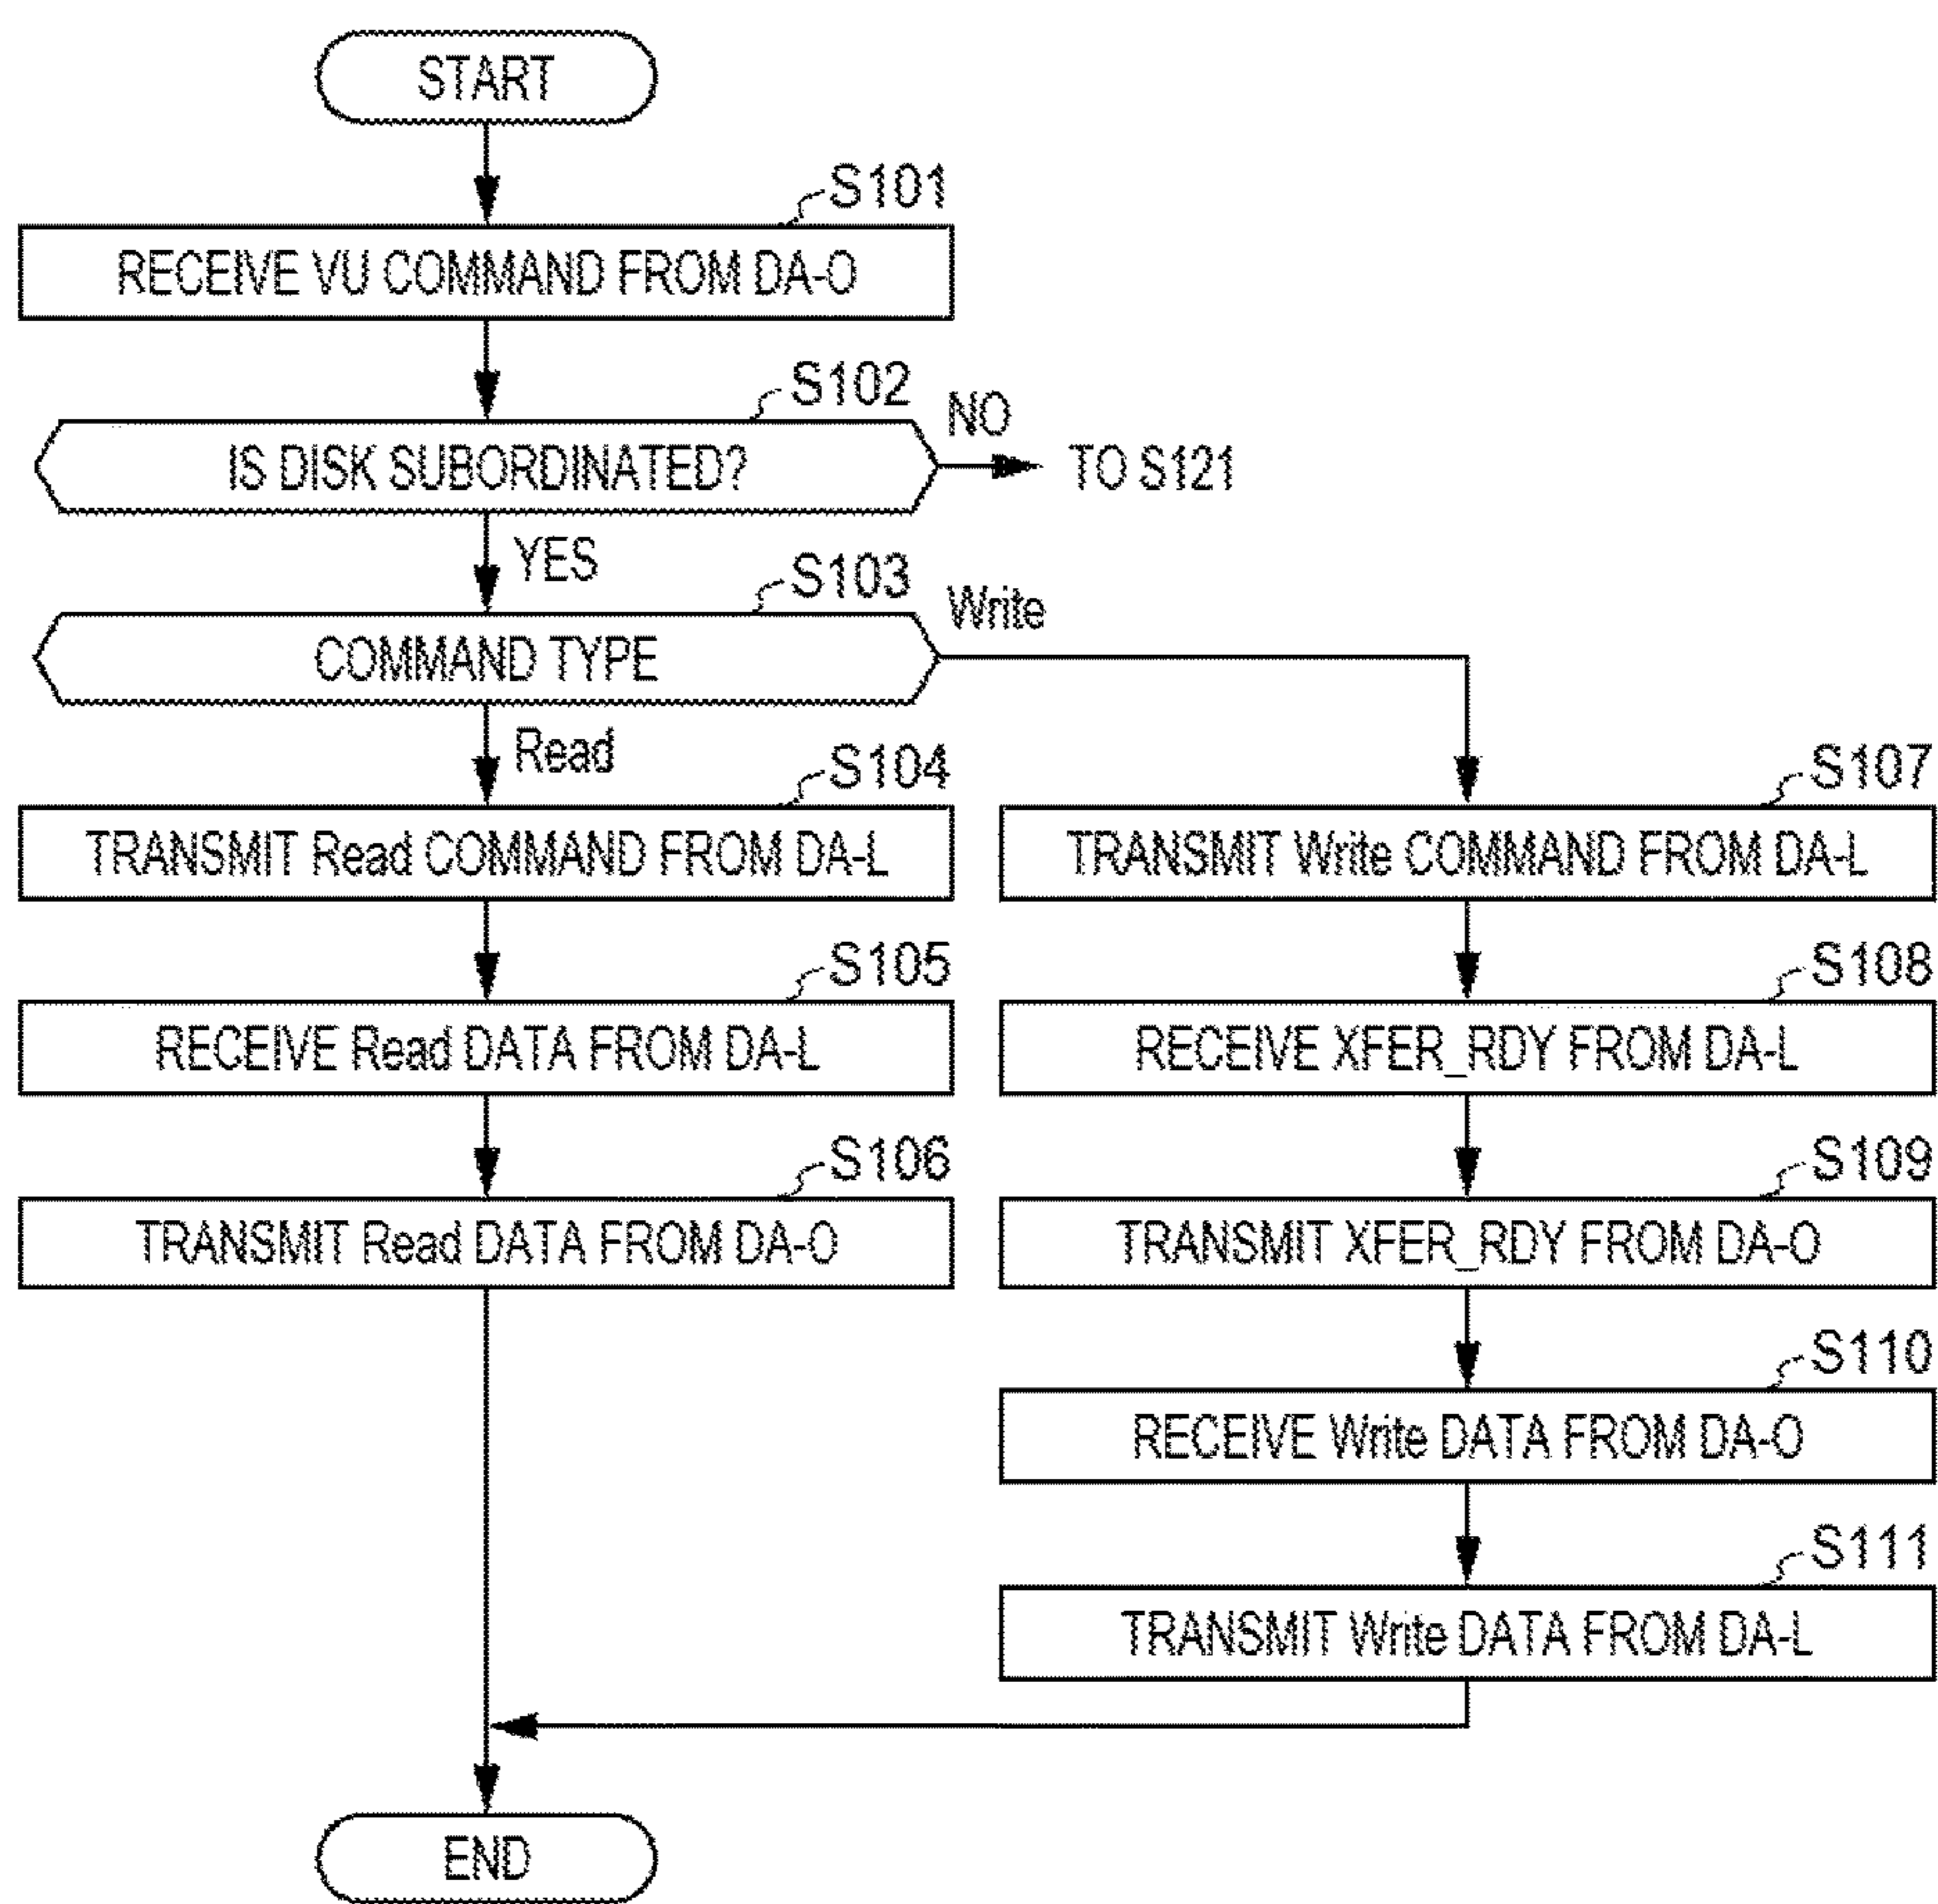 START
S101
RECEIVE VU COMMAND FROM DA-O
S102
IS DISK SUBORDINATED?
NO
TO S121
YES
S103
COMMAND TYPE
Write
Read
S104
TRANSMIT Read COMMAND FROM DA-L
S105
RECEIVE Read DATA FROM DA-L
S106
TRANSMIT Read DATA FROM DA-O
S107
TRANSMIT Write COMMAND FROM DA-L
S108
RECEIVE XFER_RDY FROM DA-L
S109
TRANSMIT XFER_RDY FROM DA-O
S110
RECEIVE Write DATA FROM DA-O
S111
TRANSMIT Write DATA FROM DA-L
END